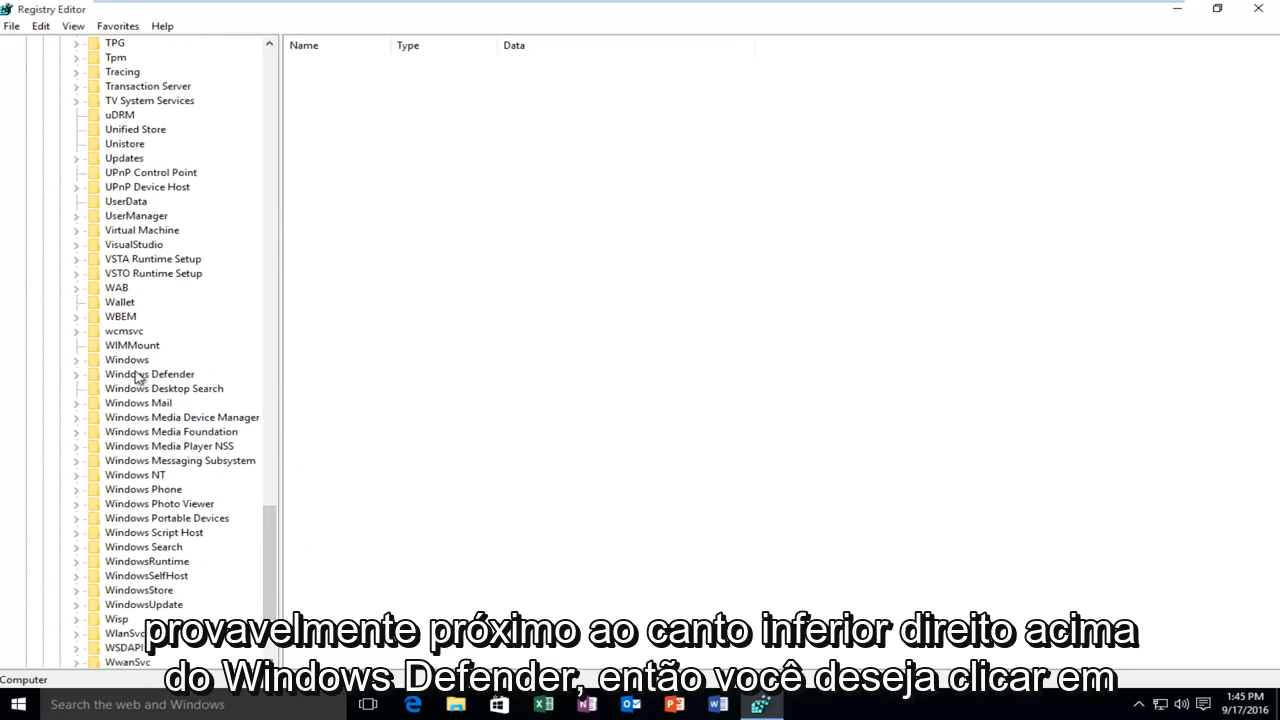 Registry Editor
File Edit View Favorites Help
Name Type Data
TPG
Tpm
Tracing
Transaction Server
TV System Services
uDRM
Unified Store
Unistore
Updates
UPnP Control Point
UPnP Device Host
UserData
UserManager
Virtual Machine
VisualStudio
VSTA Runtime Setup
VSTO Runtime Setup
WAB
Wallet
WBEM
wcmsvc
WIMMount
Windows
Windows Defender
Windows Desktop Search
Windows Mail
Windows Media Device Manager
Windows Media Foundation
Windows Media Player NSS
Windows Messaging Subsystem
Windows NT
Windows Phone
Windows Photo Viewer
Windows Portable Devices
Windows Script Host
Windows Search
WindowsRuntime
WindowsSelfHost
WindowsStore
WindowsUpdate
Wisp
WlanSvc
WSDAPI
WwanSvc
provavelmente próximo ao canto inferior direito acima
do Windows Defender, então você deseja clicar em
Computer
Search the web and Windows
1:45 PM
9/17/2016